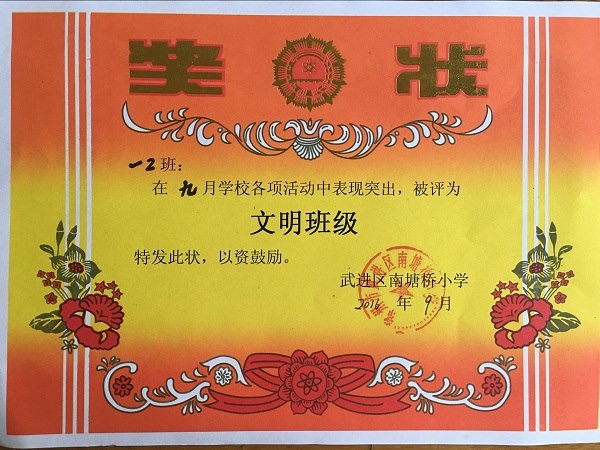 奖状
一2班：
在九月学校各项活动中表现突出，被评为
文明班级
特发此状，以资鼓励。
武进区南塘桥小学
年9月